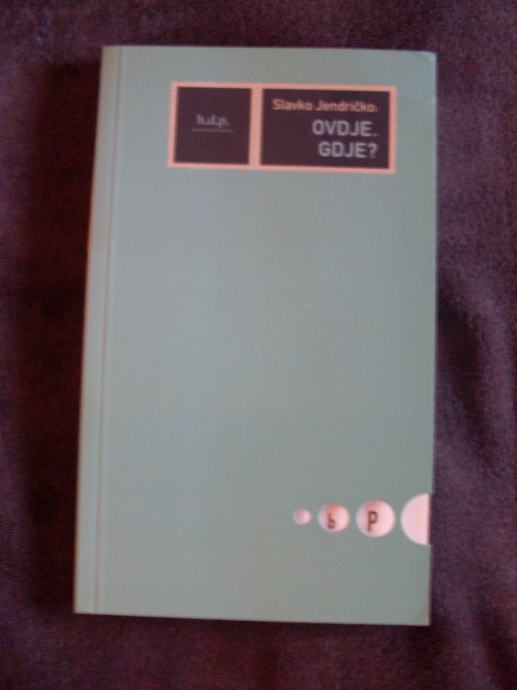 h.d.p.
Slavko Jendričko:
OVDJE.
GDJE?
P